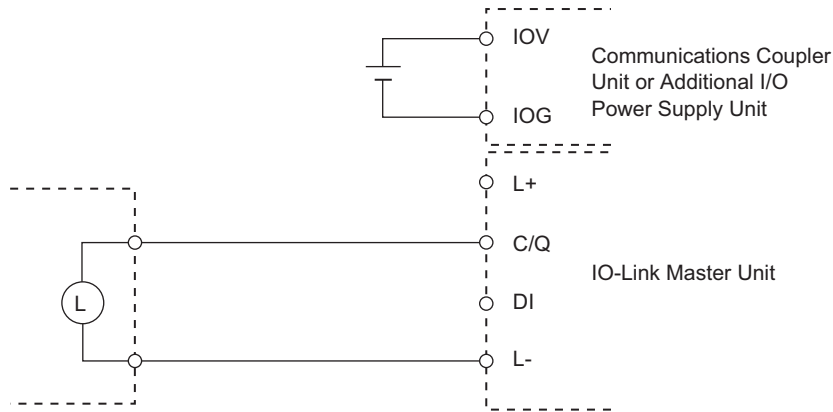 IOV
Communications Coupler
Unit or Additional I/O
Power Supply Unit
IOG
L+
C/Q
IO-Link Master Unit
L
DI
L-